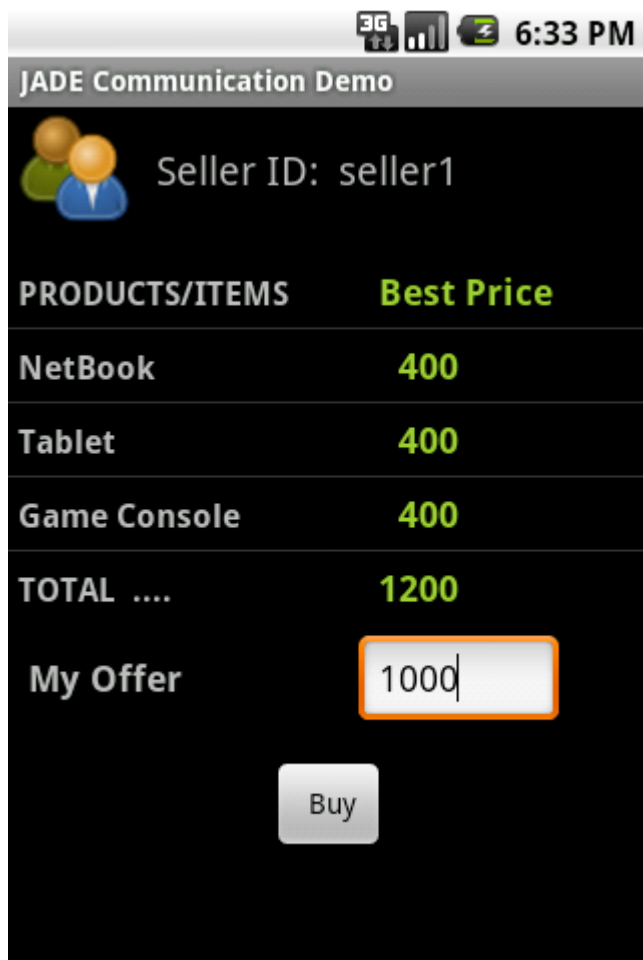 3G 6:33 PM
JADE Communication Demo
Seller ID: seller1
PRODUCTS/ITEMS Best Price
NetBook 400
Tablet 400
Game Console 400
TOTAL .... 1200
My Offer 1000
Buy